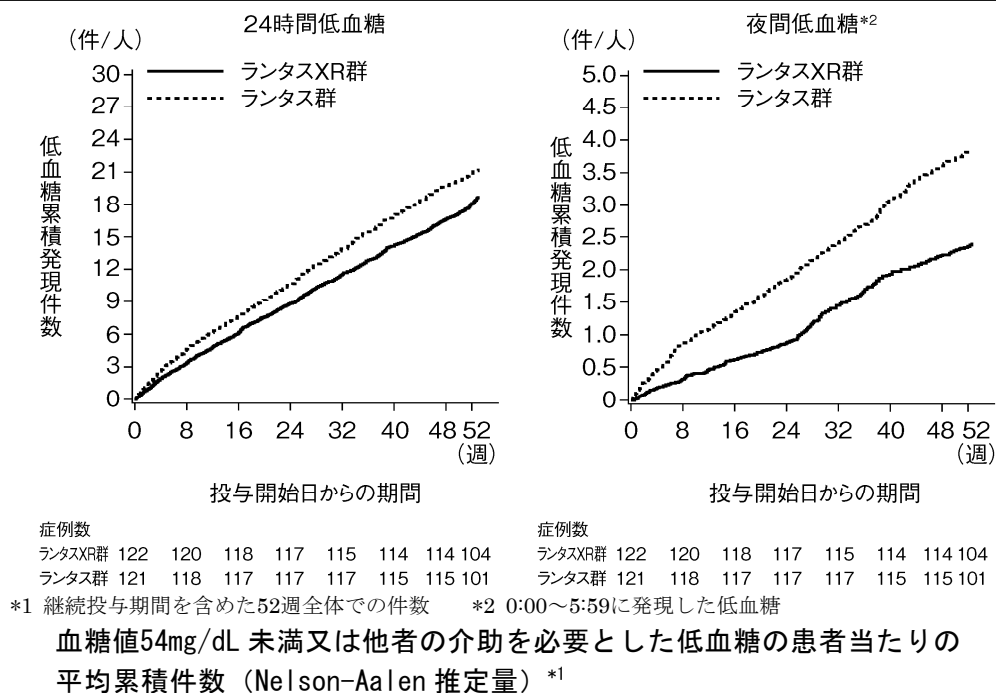 24時間低血糖
(件/人)
ランタスXR群
ランタス群
30
27
24
21
18
15
12
9
6
3
0
低血糖累積発現件数
0 8 16 24 32 40 48 52
(週)
投与開始日からの期間
症例数
ランタスXR群 122 120 118 117 115 114 114 104
ランタス群 121 118 117 117 117 115 115 101
夜間低血糖*2
(件/人)
ランタスXR群
ランタス群
5.0
4.5
4.0
3.5
3.0
2.5
2.0
1.5
1.0
0.5
0
低血糖累積発現件数
0 8 16 24 32 40 48 52
(週)
投与開始日からの期間
症例数
ランタスXR群 122 120 118 117 115 114 114 104
ランタス群 121 118 117 117 117 115 115 101
*1 継続投与期間を含めた52週全体での件数 *2 0:00～5:59に発現した低血糖
血糖値54mg/dL 未満又は他者の介助を必要とした低血糖の患者当たりの
平均累積件数（Nelson-Aalen 推定量）*1